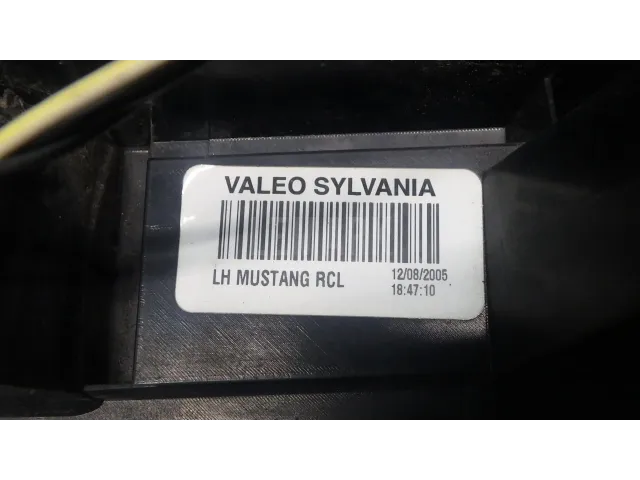 VALEO SYLVANIA
LH MUSTANG RCL
12/08/2005
18:47:10